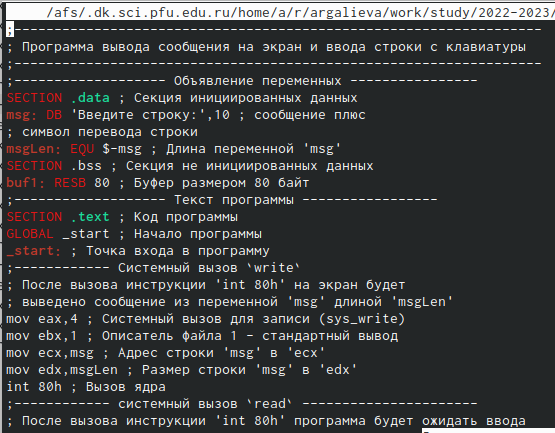 /afs/.dk.sci.pfu.edu.ru/home/a/r/argalieva/work/study/2022-2023/
;------------------------------------------------------------------
; Программа вывода сообщения на экран и ввода строки с клавиатуры
;------------------------------------------------------------------
;------------------- Объявление переменных ----------------
SECTION .data ; Секция инициированных данных
msg: DB 'Введите строку:',10 ; сообщение плюс
; символ перевода строки
msgLen: EQU $-msg ; Длина переменной 'msg'
SECTION .bss ; Секция не инициированных данных
buf1: RESB 80 ; Буфер размером 80 байт
;------------------- Текст программы -----------------
SECTION .text ; Код программы
GLOBAL _start ; Начало программы
_start: ; Точка входа в программу
;------------ Cистемный вызов `write`
; После вызова инструкции 'int 80h' на экран будет
; выведено сообщение из переменной 'msg' длиной 'msgLen'
mov eax,4 ; Системный вызов для записи (sys_write)
mov ebx,1 ; Описатель файла 1 - стандартный вывод
mov ecx,msg ; Адрес строки 'msg' в 'ecx'
mov edx,msgLen ; Размер строки 'msg' в 'edx'
int 80h ; Вызов ядра
;------------ системный вызов `read` ----------------------
; После вызова инструкции 'int 80h' программа будет ожидать ввода